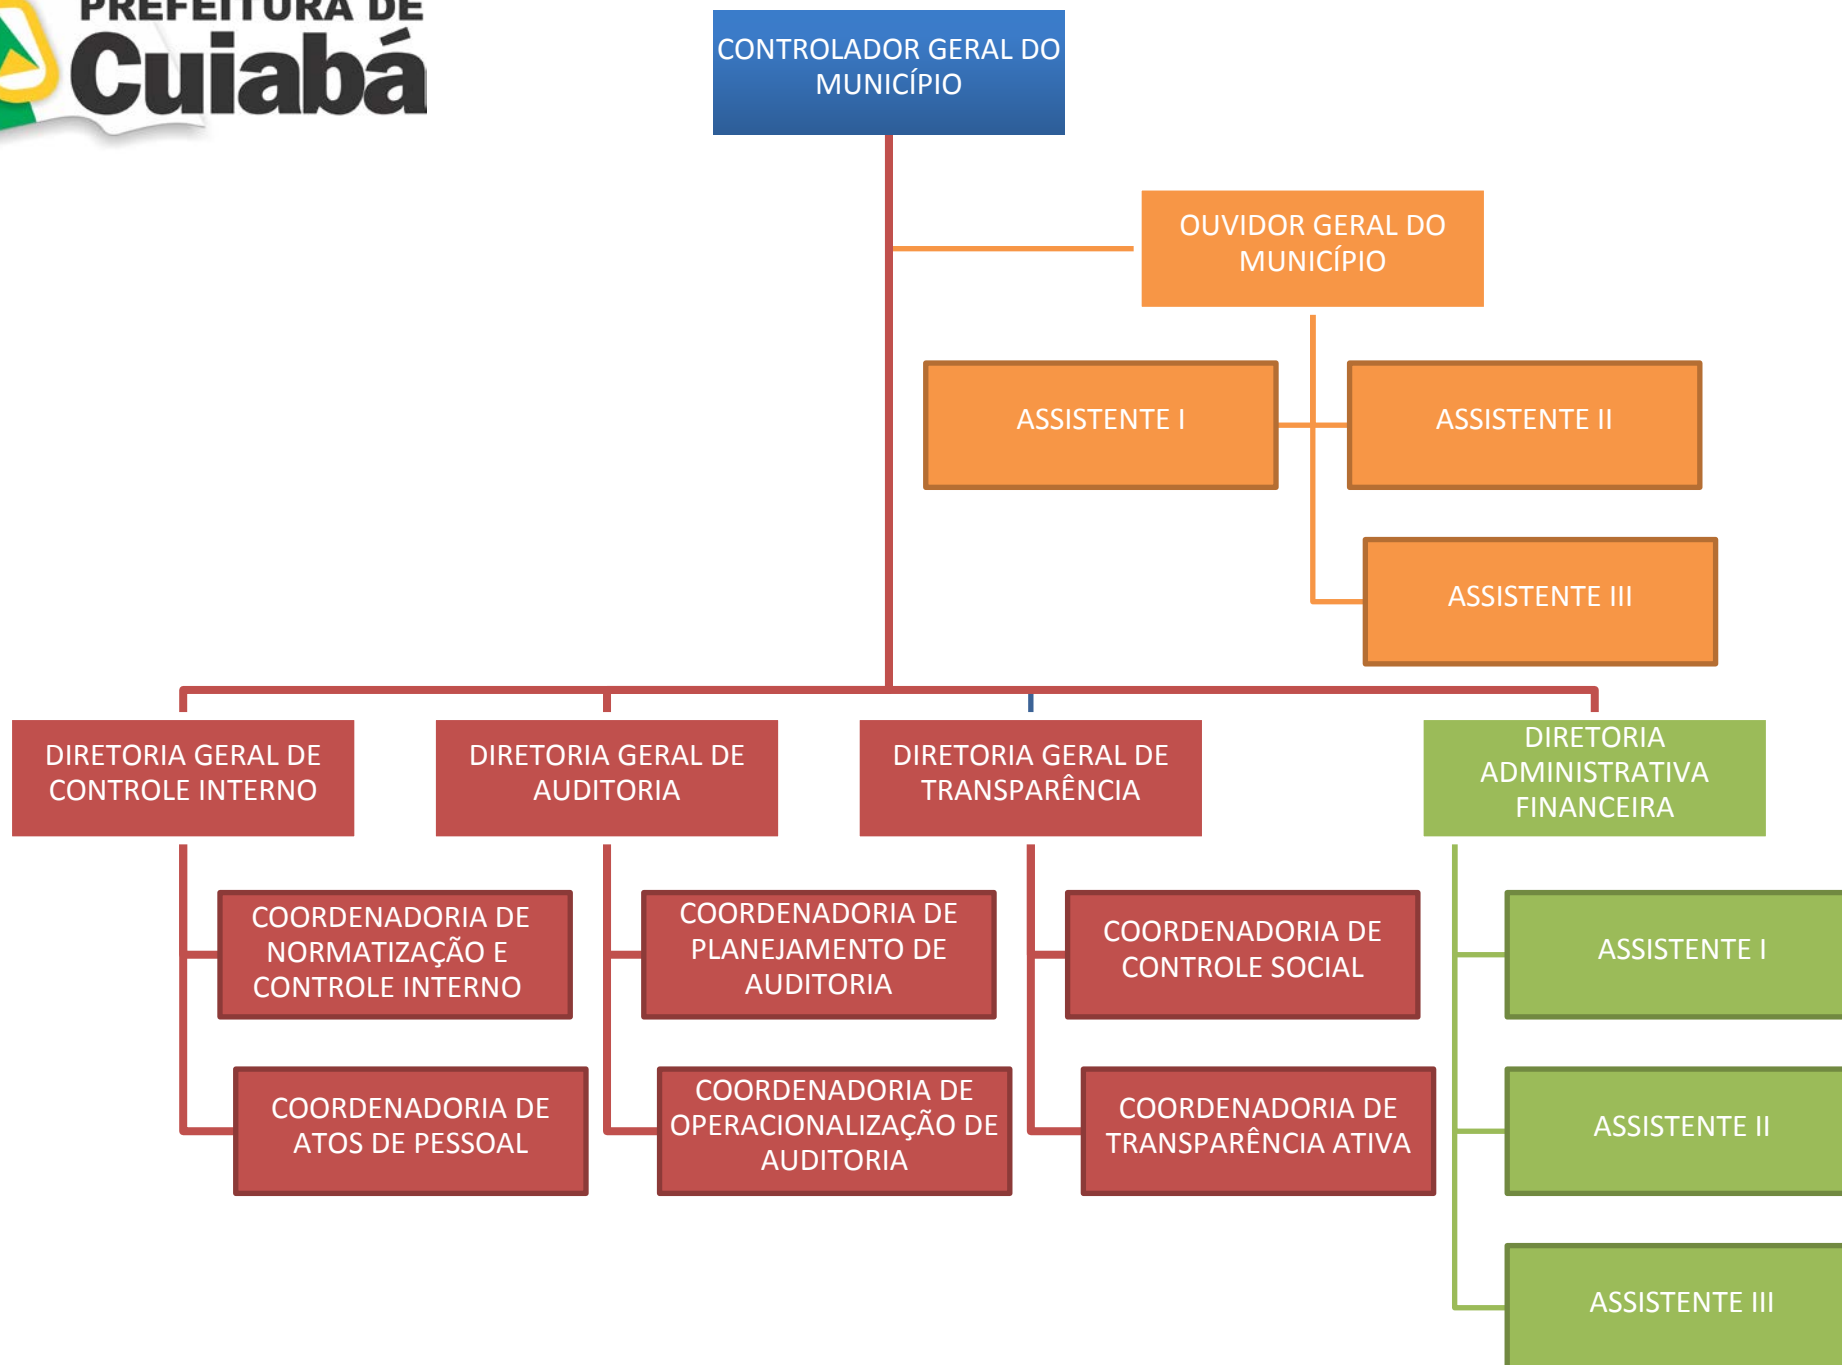 PREFEITURA DE
Cuiabá
CONTROLADOR GERAL DO
MUNICÍPIO
OUVIDOR GERAL DO
MUNICÍPIO
ASSISTENTE I
ASSISTENTE II
ASSISTENTE III
DIRETORIA GERAL DE
CONTROLE INTERNO
DIRETORIA GERAL DE
AUDITORIA
DIRETORIA GERAL DE
TRANSPARÊNCIA
DIRETORIA
ADMINISTRATIVA
FINANCEIRA
COORDENADORIA DE
NORMATIZAÇÃO E
CONTROLE INTERNO
COORDENADORIA DE
PLANEJAMENTO DE
AUDITORIA
COORDENADORIA DE
CONTROLE SOCIAL
ASSISTENTE I
COORDENADORIA DE
ATOS DE PESSOAL
COORDENADORIA DE
OPERACIONALIZAÇÃO DE
AUDITORIA
COORDENADORIA DE
TRANSPARÊNCIA ATIVA
ASSISTENTE II
ASSISTENTE III